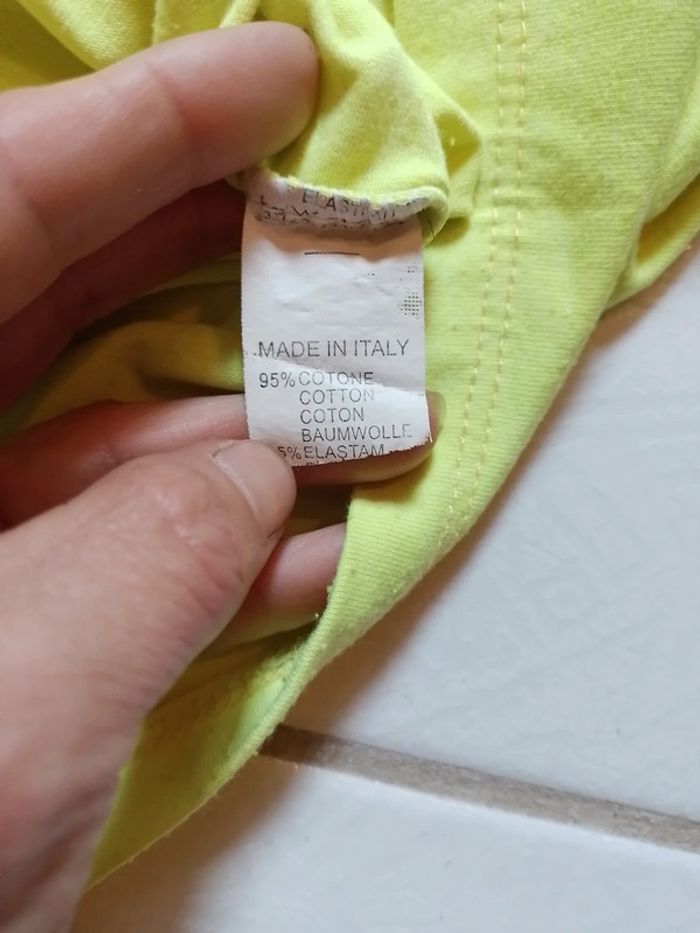 MADE IN ITALY
95% COTONE
COTTON
COTON
BAUMWOLLE
5% ELASTAM